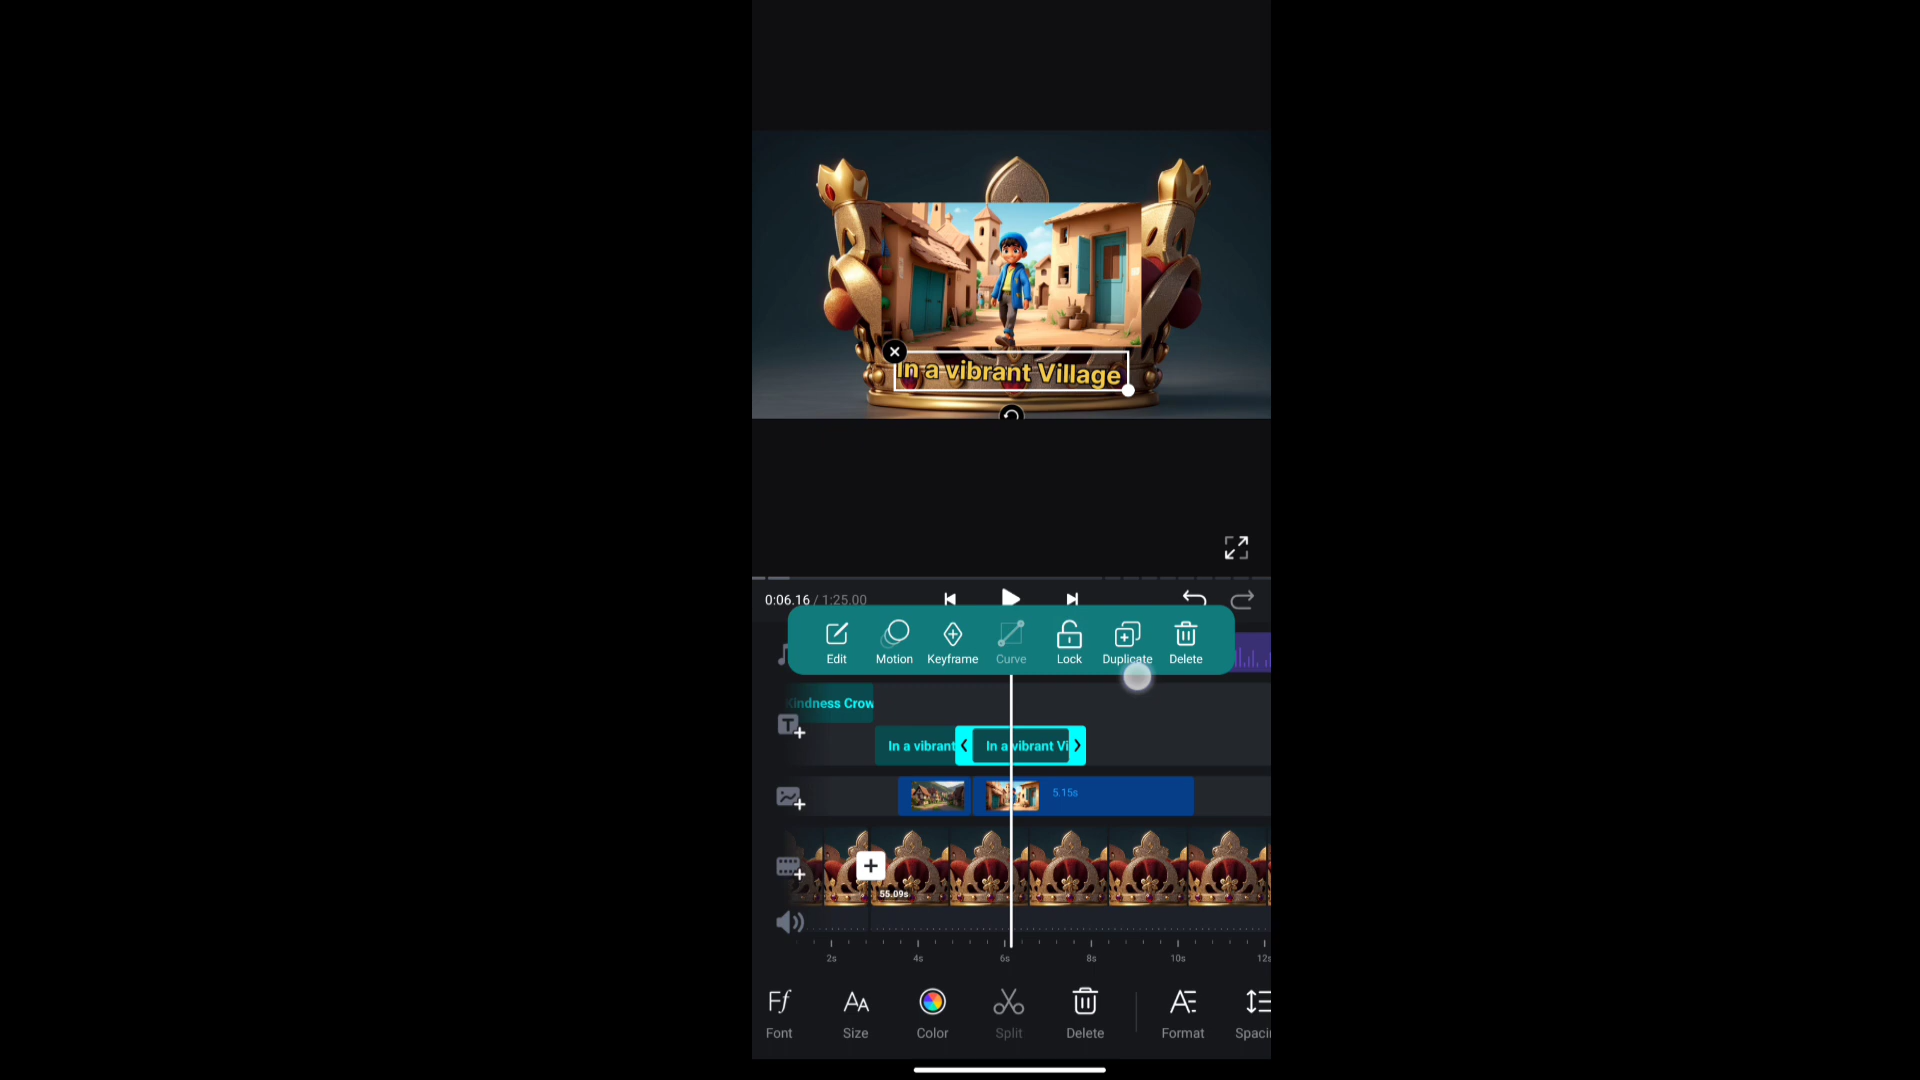 In a vibrant Village
0:06.16 / 1:25.00
Edit Motion Keyframe Curve Lock Duplicate Delete
Kindness Crow
In a vibrant In a vibrant Vi
5.15s
55.09s
2s 4s 6s 8s 10s 12s
Font Size Color Split Delete Format Spacin